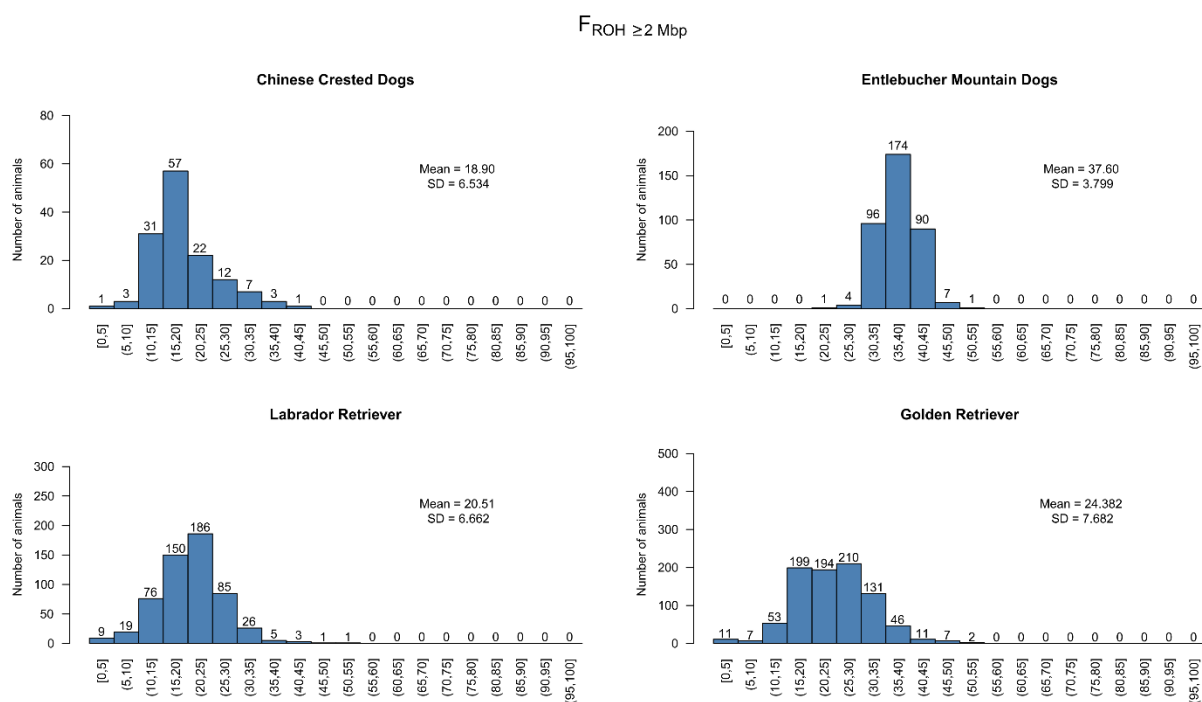 F ROH ≥2 Mbp
Chinese Crested Dogs
Number of animals
80
60
40
20
0
1 3 31 57 22 12 7 3 1 0 0 0 0 0 0 0 0 0 0 0
Mean = 18.90
SD = 6.534
[0,5] (5,10] (10,15] (15,20] (20,25] (25,30] (30,35] (35,40] (40,45] (45,50] (50,55] (55,60] (60,65] (65,70] (70,75] (75,80] (80,85] (85,90] (90,95] (95,100]
Entlebucher Mountain Dogs
Number of animals
200
150
100
50
0
0 0 0 0 1 4 96 174 90 7 1 0 0 0 0 0 0 0 0 0
Mean = 37.60
SD = 3.799
[0,5] (5,10] (10,15] (15,20] (20,25] (25,30] (30,35] (35,40] (40,45] (45,50] (50,55] (55,60] (60,65] (65,70] (70,75] (75,80] (80,85] (85,90] (90,95] (95,100]
Labrador Retriever
Number of animals
300
250
200
150
100
50
0
9 19 76 150 186 85 26 5 3 1 1 0 0 0 0 0 0 0 0 0
Mean = 20.51
SD = 6.662
[0,5] (5,10] (10,15] (15,20] (20,25] (25,30] (30,35] (35,40] (40,45] (45,50] (50,55] (55,60] (60,65] (65,70] (70,75] (75,80] (80,85] (85,90] (90,95] (95,100]
Golden Retriever
Number of animals
500
400
300
200
100
0
11 7 53 199 194 210 131 46 11 7 2 0 0 0 0 0 0 0 0 0
Mean = 24.382
SD = 7.682
[0,5] (5,10] (10,15] (15,20] (20,25] (25,30] (30,35] (35,40] (40,45] (45,50] (50,55] (55,60] (60,65] (65,70] (70,75] (75,80] (80,85] (85,90] (90,95] (95,100]